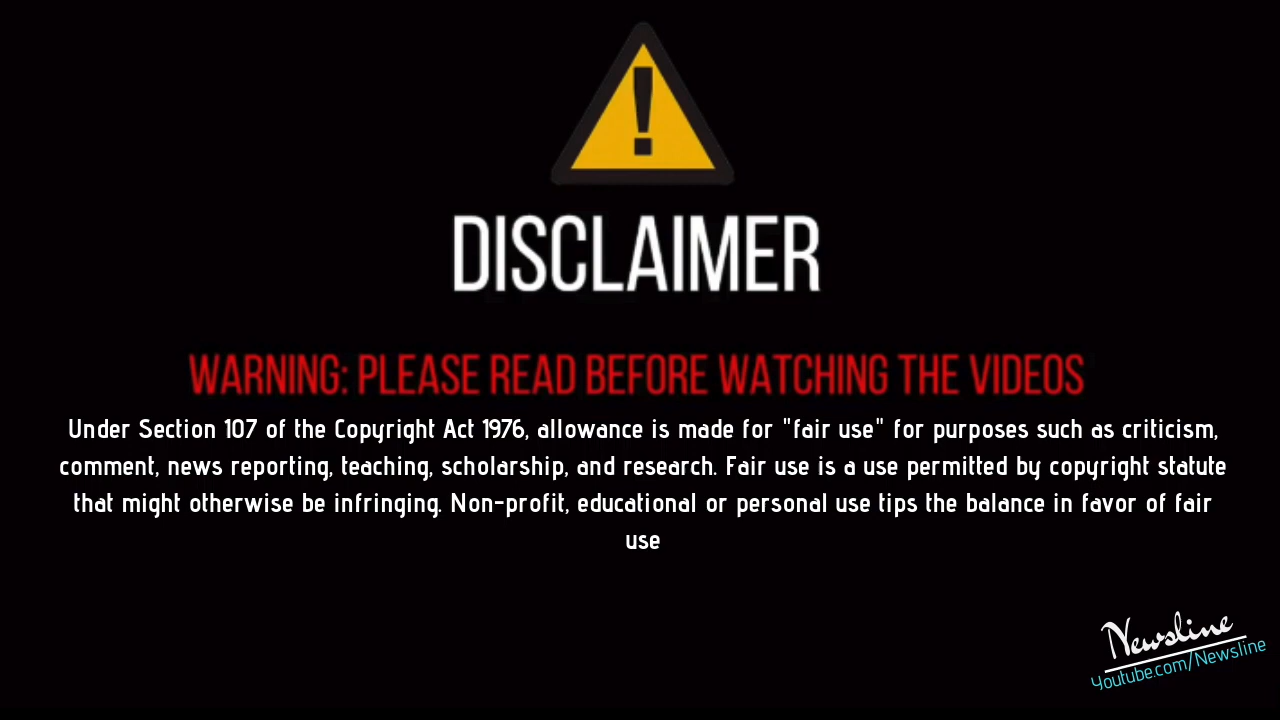 DISCLAIMER
WARNING: PLEASE READ BEFORE WATCHING THE VIDEOS
Under Section 107 of the Copyright Act 1976, allowance is made for "fair use" for purposes such as criticism,
comment, news reporting, teaching, scholarship, and research. Fair use is a use permitted by copyright statute
that might otherwise be infringing. Non-profit, educational or personal use tips the balance in favor of fair
use
Newsline
Youtube.com/Newsline